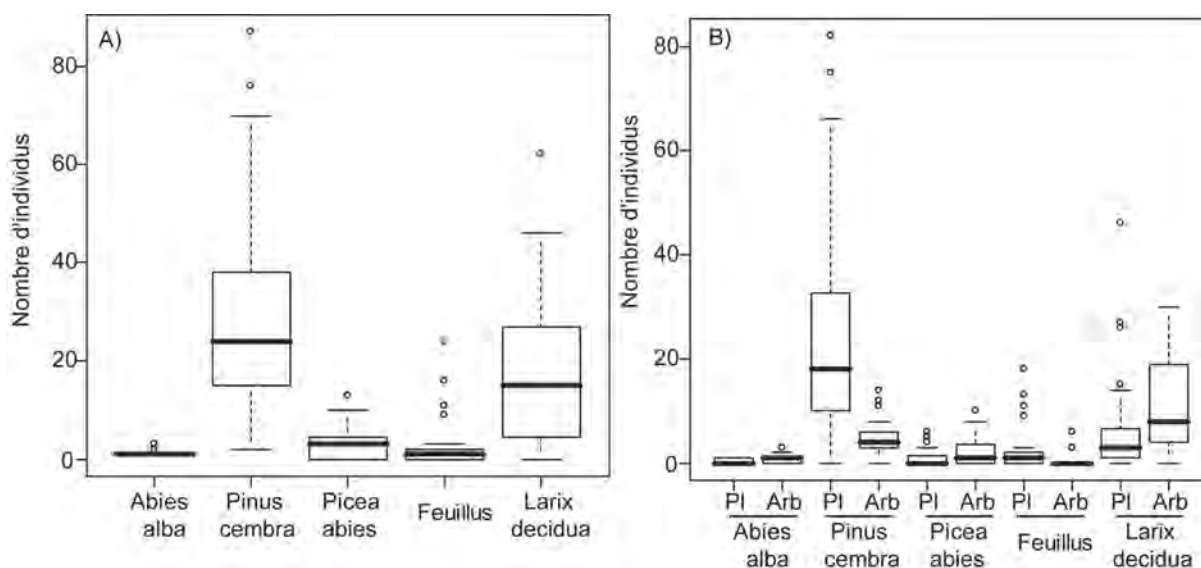 A)
Nombre d'individus
80
60
40
20
0
Abies alba
Pinus cembra
Picea abies
Feuillus
Larix decidua
B)
Nombre d'individus
80
60
40
20
0
Pl Arb Pl Arb Pl Arb Pl Arb Pl Arb
Abies alba
Pinus cembra
Picea abies
Feuillus
Larix decidua